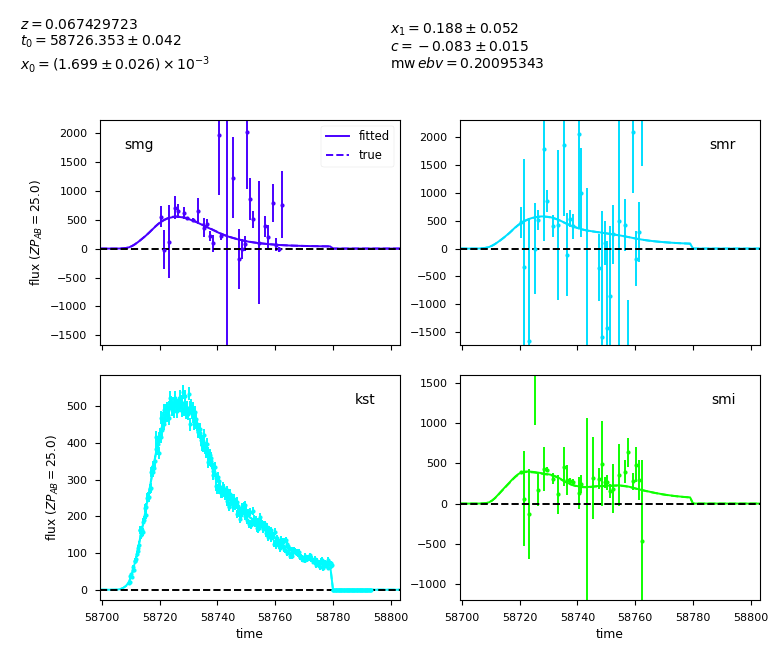 z = 0.067429723
t₀ = 58726.353 ± 0.042
x₀ = (1.699 ± 0.026) × 10⁻³
x₁ = 0.188 ± 0.052
c = −0.083 ± 0.015
mw ebv = 0.20095343
smg
fitted
true
2000
1500
1000
500
0
−500
−1000
−1500
flux (ZP_AB = 25.0)
smr
2000
1500
1000
500
0
−500
−1000
−1500
kst
500
400
300
200
100
0
flux (ZP_AB = 25.0)
58700 58720 58740 58760 58780
time
smi
1500
1000
500
0
−500
−1000
58700 58720 58740 58760 58780 58800
time